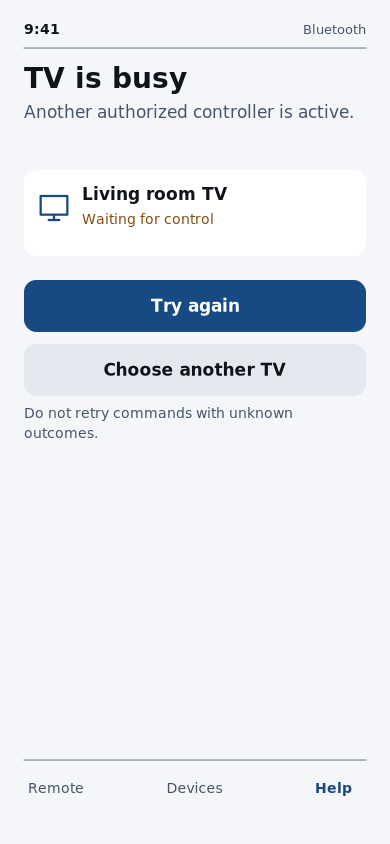 9:41 Bluetooth
TV is busy
Another authorized controller is active.
Living room TV
Waiting for control
Try again
Choose another TV
Do not retry commands with unknown
outcomes.
Remote Devices Help